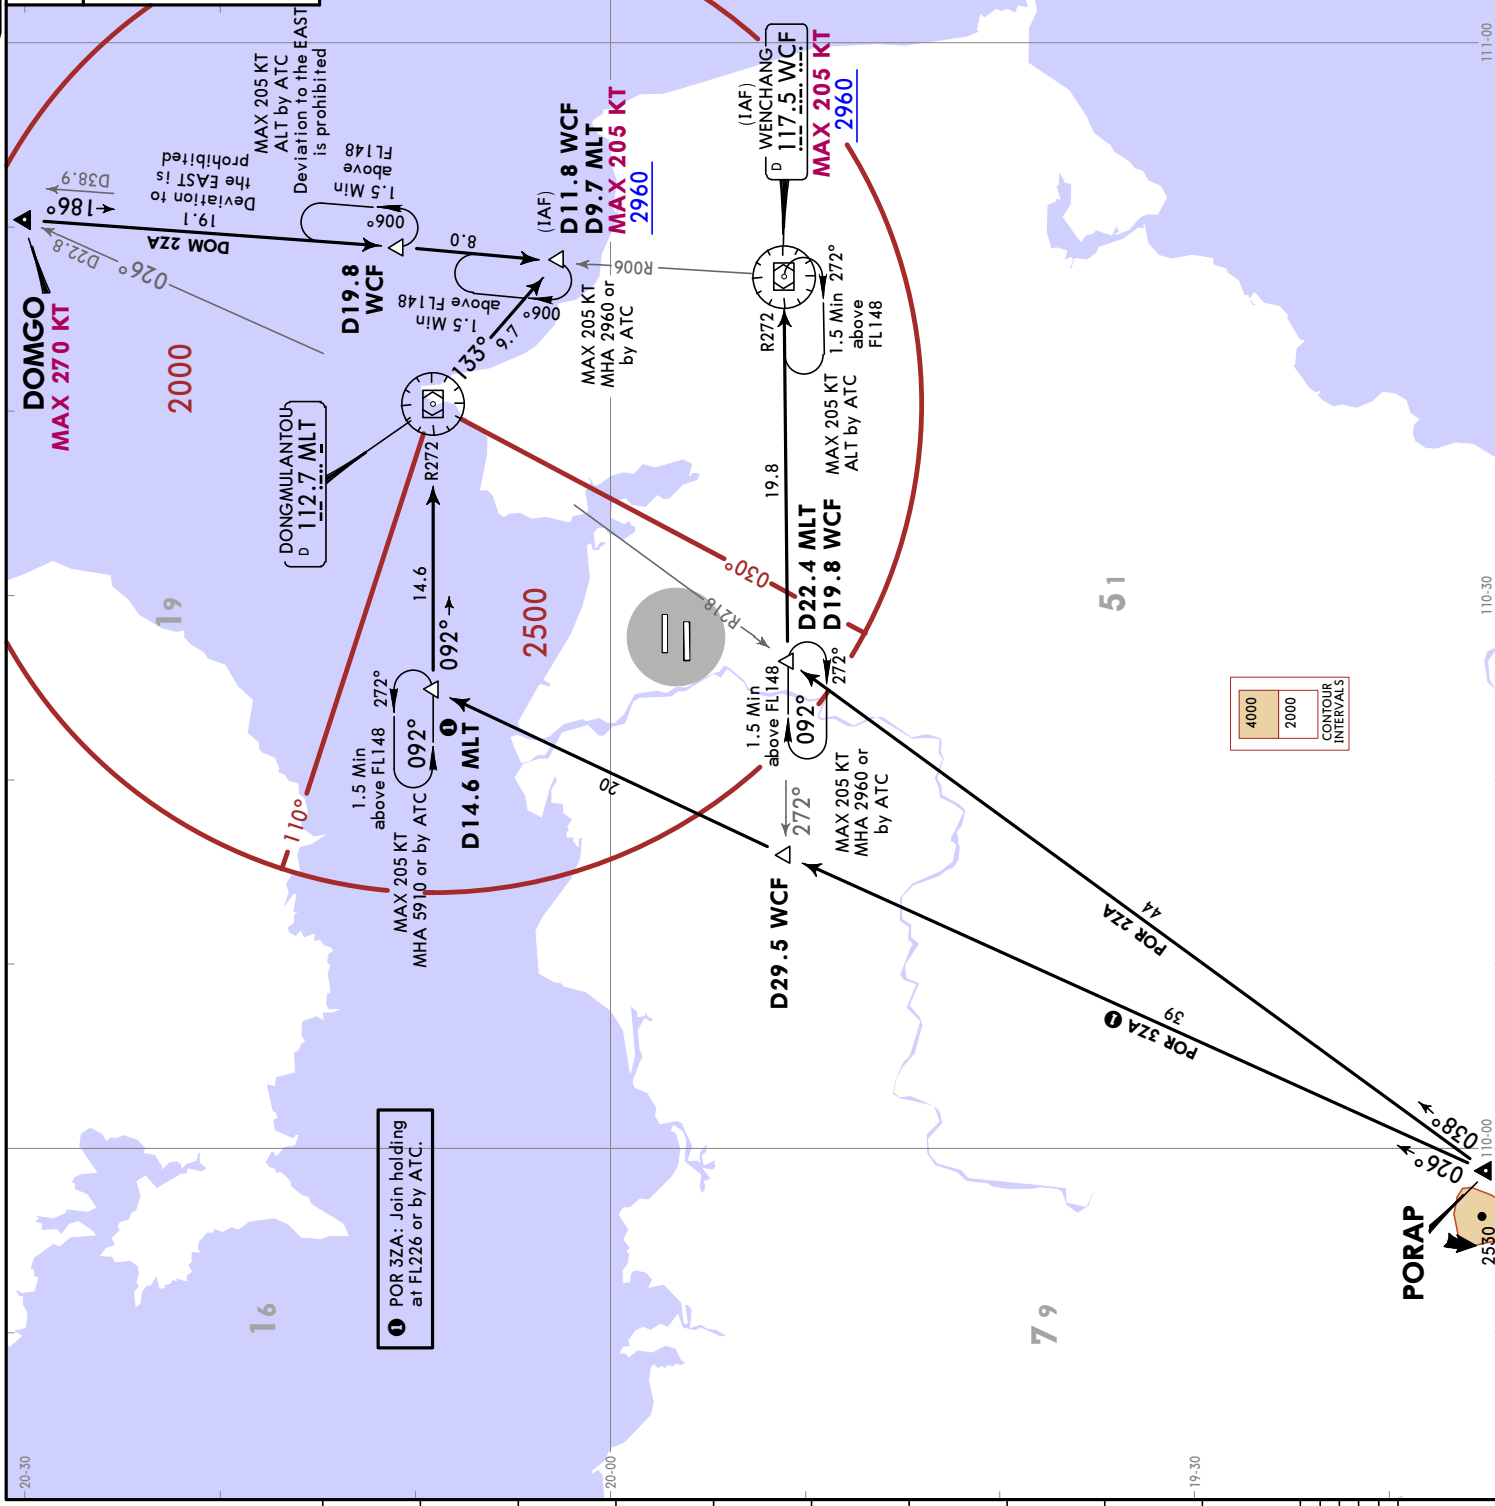 DOMGO
MAX 270 KT
186°
D38.9
026°
D22.8
DOM 2ZA
19.1
Deviation to
the EAST is
prohibited
MAX 205 KT
ALT by ATC
Deviation to the EAST
is prohibited
1.5 Min
above
FL148
006°
D19.8
WCF
8.0
1.5 Min
above FL148
006°
(IAF)
D11.8 WCF
D9.7 MLT
MAX 205 KT
2960
MAX 205 KT
MHA 2960 or
by ATC
133°
9.7
R006
2000
DONGMULANTOU
D 112.7 MLT
R272
14.6
092°
(IAF)
WENCHANG
D 117.5 WCF
MAX 205 KT
2960
R272
272°
1.5 Min
above
FL148
MAX 205 KT
ALT by ATC
19.8
D22.4 MLT
D19.8 WCF
272°
092°
1.5 Min
above FL148
MAX 205 KT
MHA 2960 or
by ATC
R218
030°
110°
2500
19
51
16
79
1.5 Min
above FL148
272°
092°
1
D14.6 MLT
MAX 205 KT
MHA 5910 or by ATC
20
272°
D29.5 WCF
POR 2ZA
44
POR 3ZA 1
39
038°
026°
PORAP
2530
1 POR 3ZA: Join holding
at FL226 or by ATC.
4000
2000
CONTOUR
INTERVALS
20-30
20-00
19-30
111-00
110-30
110-00